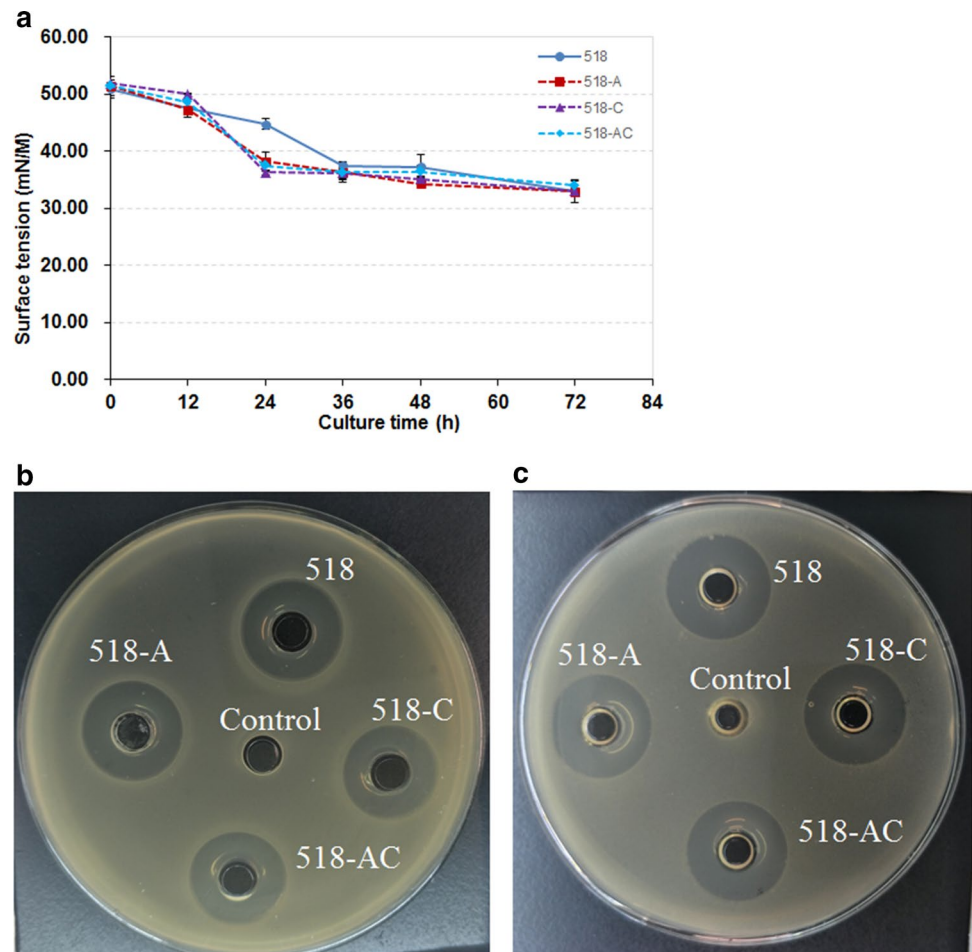 a
60.00
50.00
40.00
30.00
20.00
10.00
0.00
Surface tension (mN/M)
518
518-A
518-C
518-AC
0 12 24 36 48 60 72 84
Culture time (h)
b
518
518-A
518-C
Control
518-AC
c
518
518-A
518-C
Control
518-AC